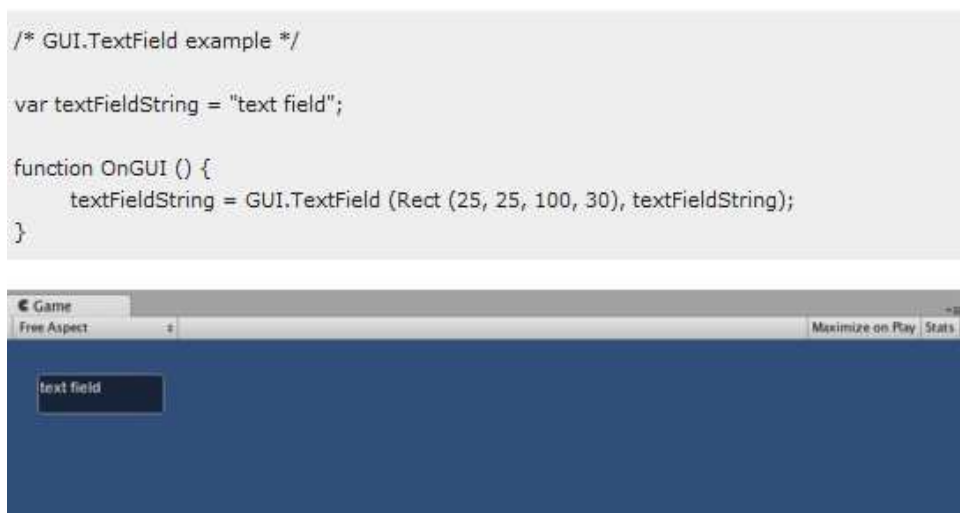 /* GUI.TextField example */
var textFieldString = "text field";
function OnGUI () {
textFieldString = GUI.TextField (Rect (25, 25, 100, 30), textFieldString);
}
Game
Free Aspect
Maximize on Play Stats
text field